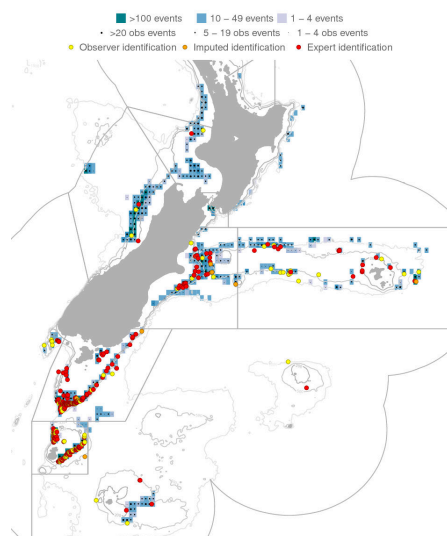 >100 events 10 – 49 events 1 – 4 events
>20 obs events 5 – 19 obs events 1 – 4 obs events
Observer identification Imputed identification Expert identification